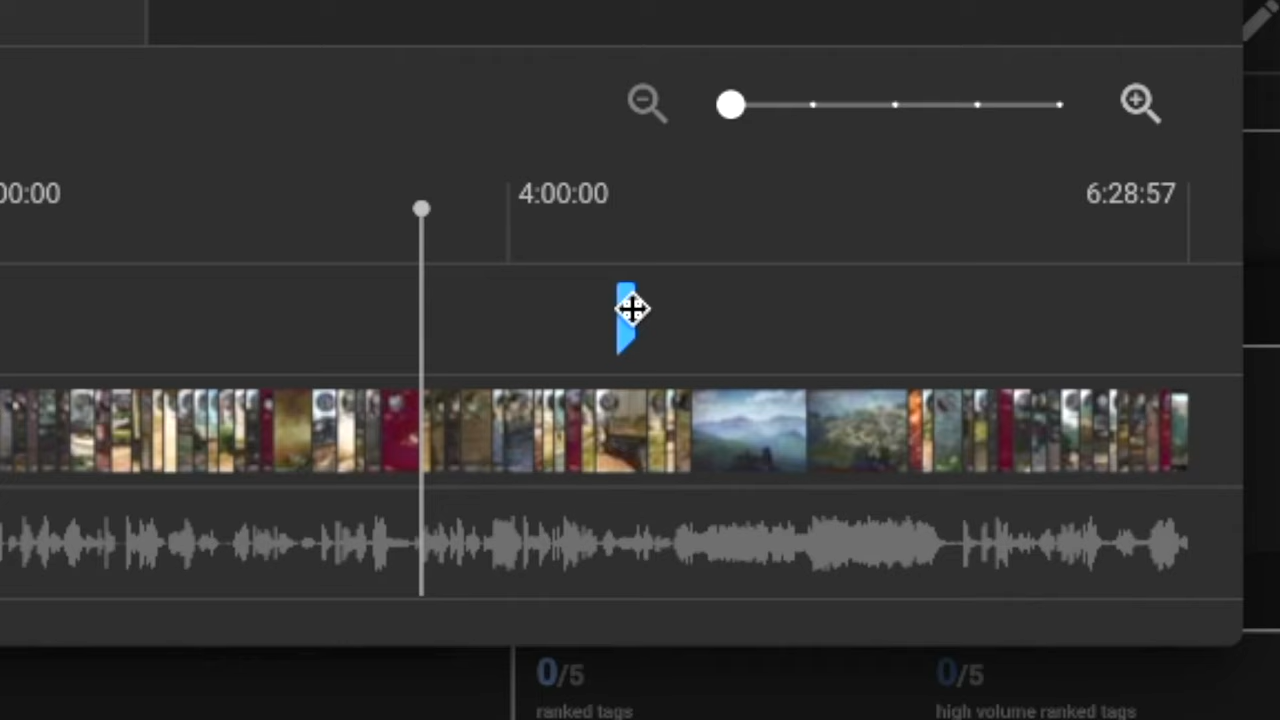 00:00
4:00:00
6:28:57
0/5
0/5
ranked tags
high volume ranked tags